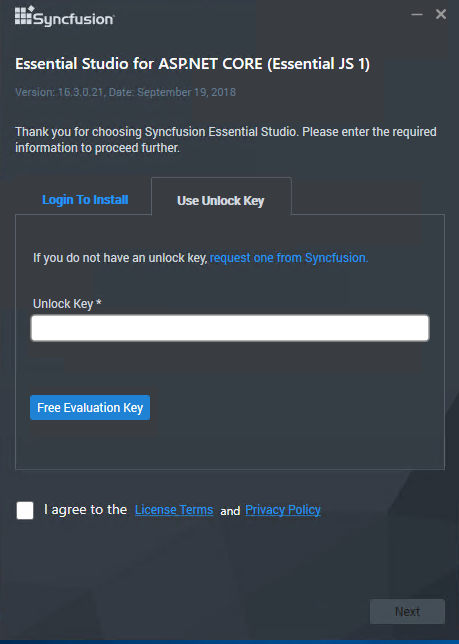 Syncfusion
Essential Studio for ASP.NET CORE (Essential JS 1)
Version: 16.3.0.21, Date: September 19, 2018
Thank you for choosing Syncfusion Essential Studio. Please enter the required
information to proceed further.
Login To Install
Use Unlock Key
If you do not have an unlock key, request one from Syncfusion.
Unlock Key *
Free Evaluation Key
I agree to the License Terms and Privacy Policy
Next